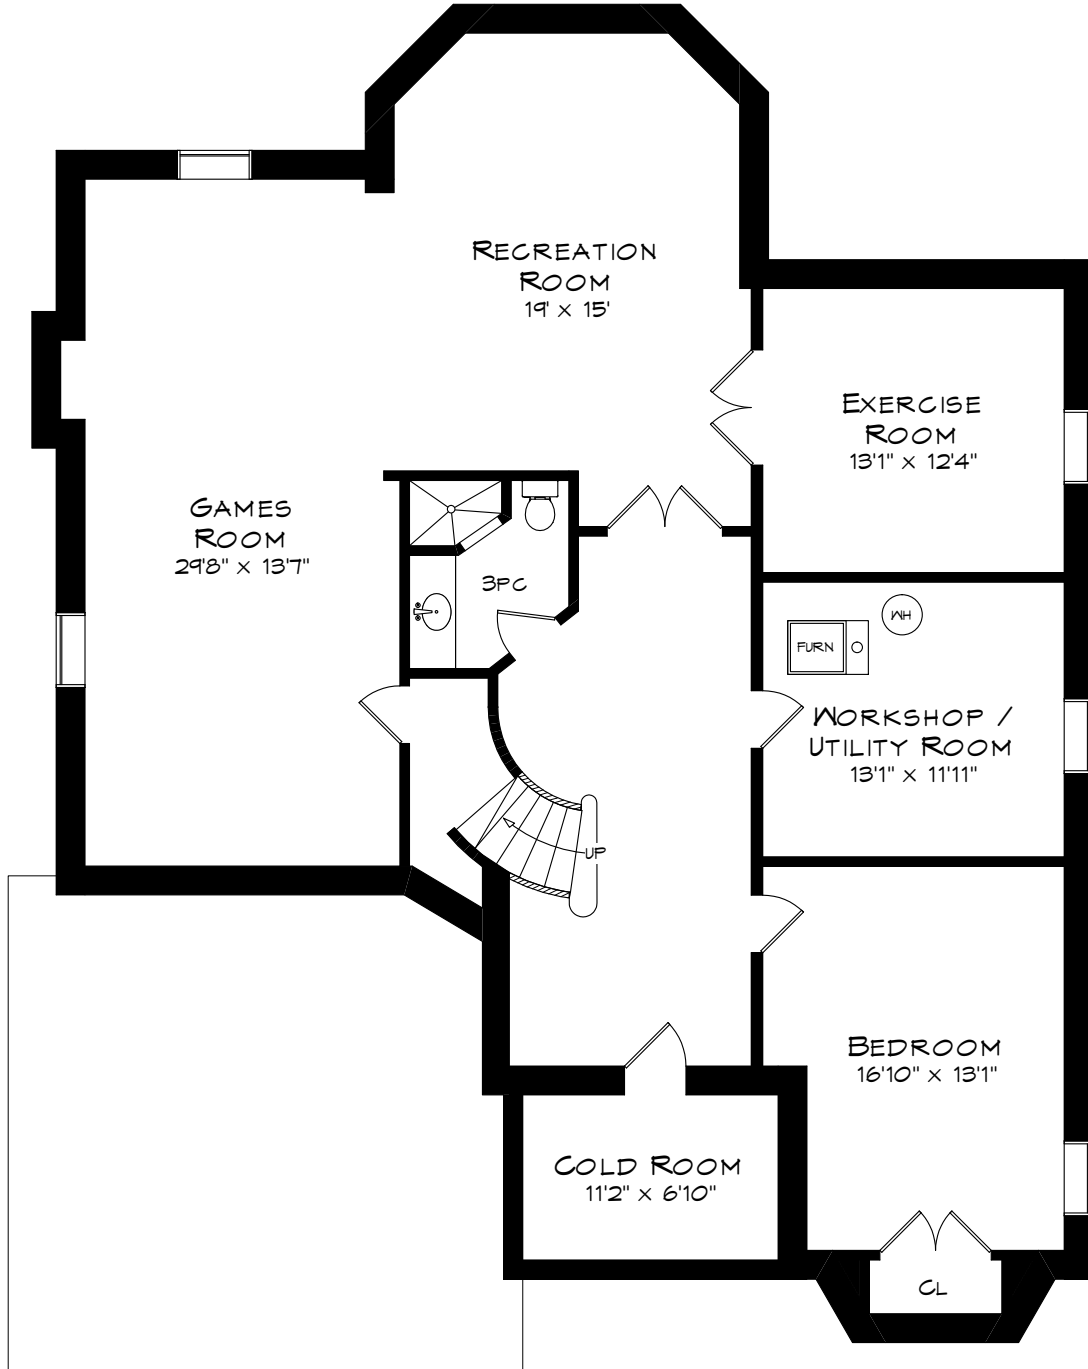 RECREATION
ROOM
19' x 15'
EXERCISE
ROOM
13'1" x 12'4"
GAMES
ROOM
29'8" x 13'7"
3PC
WH
FURN
WORKSHOP /
UTILITY ROOM
13'1" x 11'11"
UP
BEDROOM
16'10" x 13'1"
COLD ROOM
11'2" x 6'10"
CL